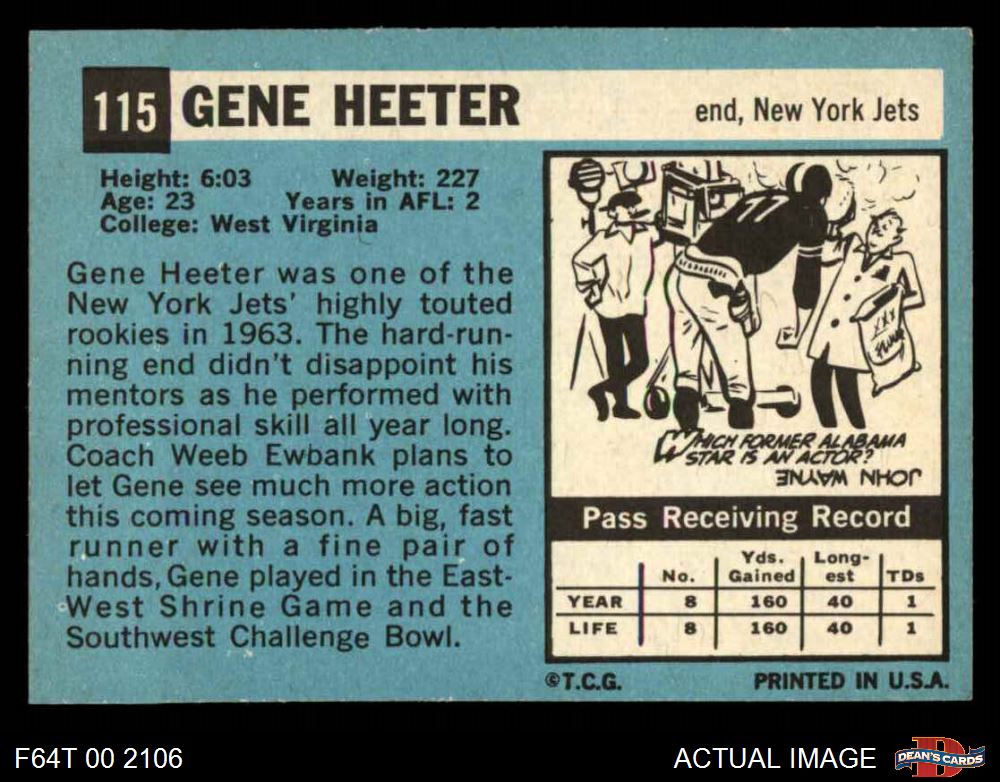 115 GENE HEETER end, New York Jets
Height: 6:03 Weight: 227
Age: 23 Years in AFL: 2
College: West Virginia
Gene Heeter was one of the
New York Jets' highly touted
rookies in 1963. The hard-run-
ning end didn't disappoint his
mentors as he performed with
professional skill all year long.
Coach Weeb Ewbank plans to
let Gene see much more action
this coming season. A big, fast
runner with a fine pair of
hands, Gene played in the East-
West Shrine Game and the
Southwest Challenge Bowl.
77
XXX
WHICH FORMER ALABAMA
STAR IS AN ACTOR?
JOHN WAYNE
Pass Receiving Record
No. Yds. Gained Long-est TDs
YEAR 8 160 40 1
LIFE 8 160 40 1
©T.C.G. PRINTED IN U.S.A.
F64T 00 2106 ACTUAL IMAGE DEAN'S CARDS